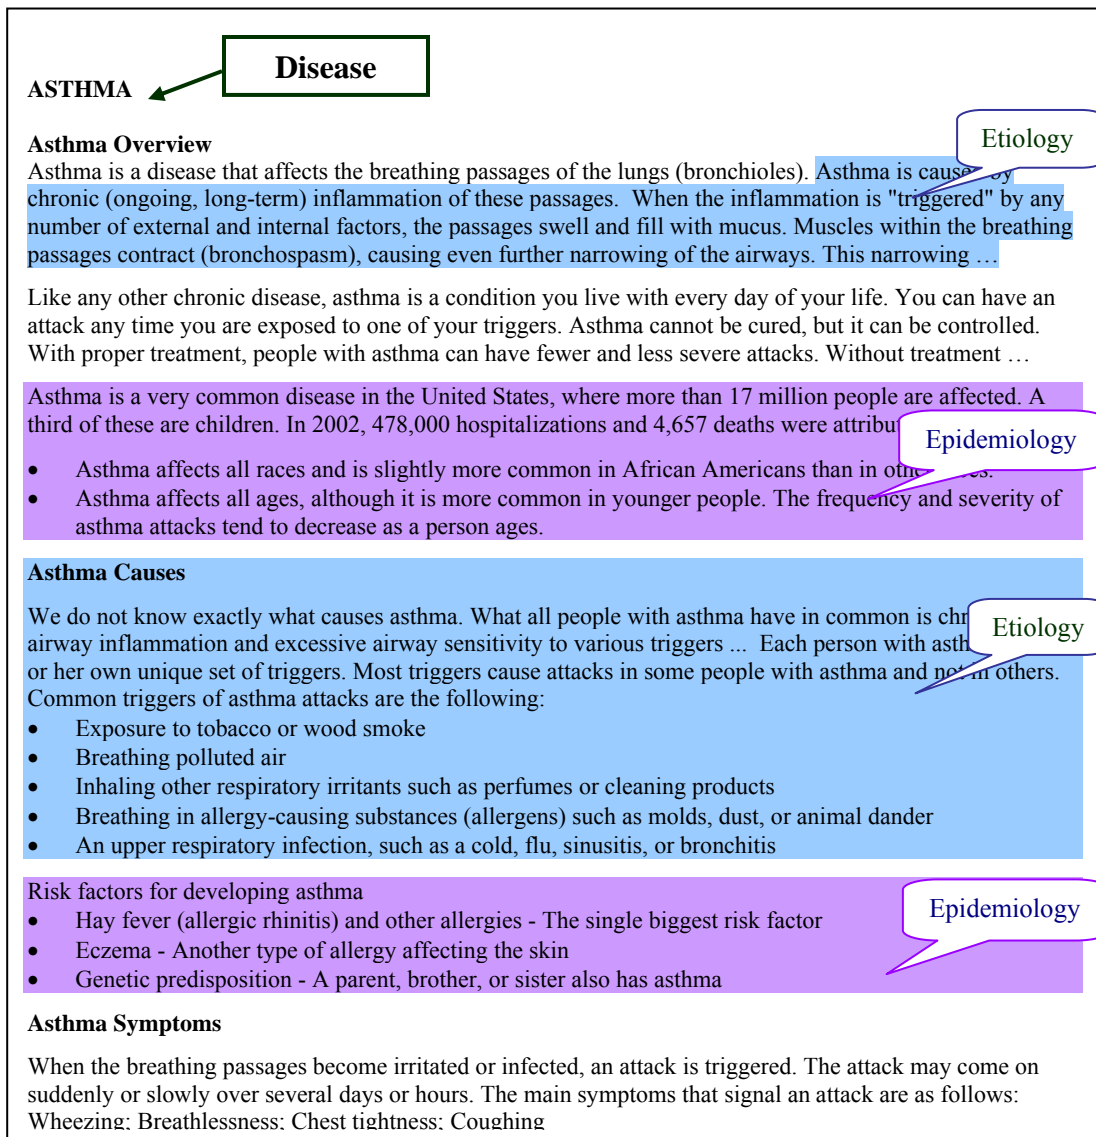 Disease
ASTHMA
Asthma Overview
Etiology
Asthma is a disease that affects the breathing passages of the lungs (bronchioles). Asthma is caused by
chronic (ongoing, long-term) inflammation of these passages.  When the inflammation is "triggered" by any
number of external and internal factors, the passages swell and fill with mucus. Muscles within the breathing
passages contract (bronchospasm), causing even further narrowing of the airways. This narrowing …
Like any other chronic disease, asthma is a condition you live with every day of your life. You can have an
attack any time you are exposed to one of your triggers. Asthma cannot be cured, but it can be controlled.
With proper treatment, people with asthma can have fewer and less severe attacks. Without treatment …
Asthma is a very common disease in the United States, where more than 17 million people are affected. A
third of these are children. In 2002, 478,000 hospitalizations and 4,657 deaths were
Epidemiology
• Asthma affects all races and is slightly more common in African Americans than in
• Asthma affects all ages, although it is more common in younger people. The frequency and severity of
asthma attacks tend to decrease as a person ages.
Asthma Causes
We do not know exactly what causes asthma. What all people with asthma have in common is
Etiology
airway inflammation and excessive airway sensitivity to various triggers ...  Each person with
or her own unique set of triggers. Most triggers cause attacks in some people with asthma and not in others.
Common triggers of asthma attacks are the following:
• Exposure to tobacco or wood smoke
• Breathing polluted air
• Inhaling other respiratory irritants such as perfumes or cleaning products
• Breathing in allergy-causing substances (allergens) such as molds, dust, or animal dander
• An upper respiratory infection, such as a cold, flu, sinusitis, or bronchitis
Risk factors for developing asthma
• Hay fever (allergic rhinitis) and other allergies - The single biggest risk factor
Epidemiology
• Eczema - Another type of allergy affecting the skin
• Genetic predisposition - A parent, brother, or sister also has asthma
Asthma Symptoms
When the breathing passages become irritated or infected, an attack is triggered. The attack may come on
suddenly or slowly over several days or hours. The main symptoms that signal an attack are as follows:
Wheezing; Breathlessness; Chest tightness; Coughing